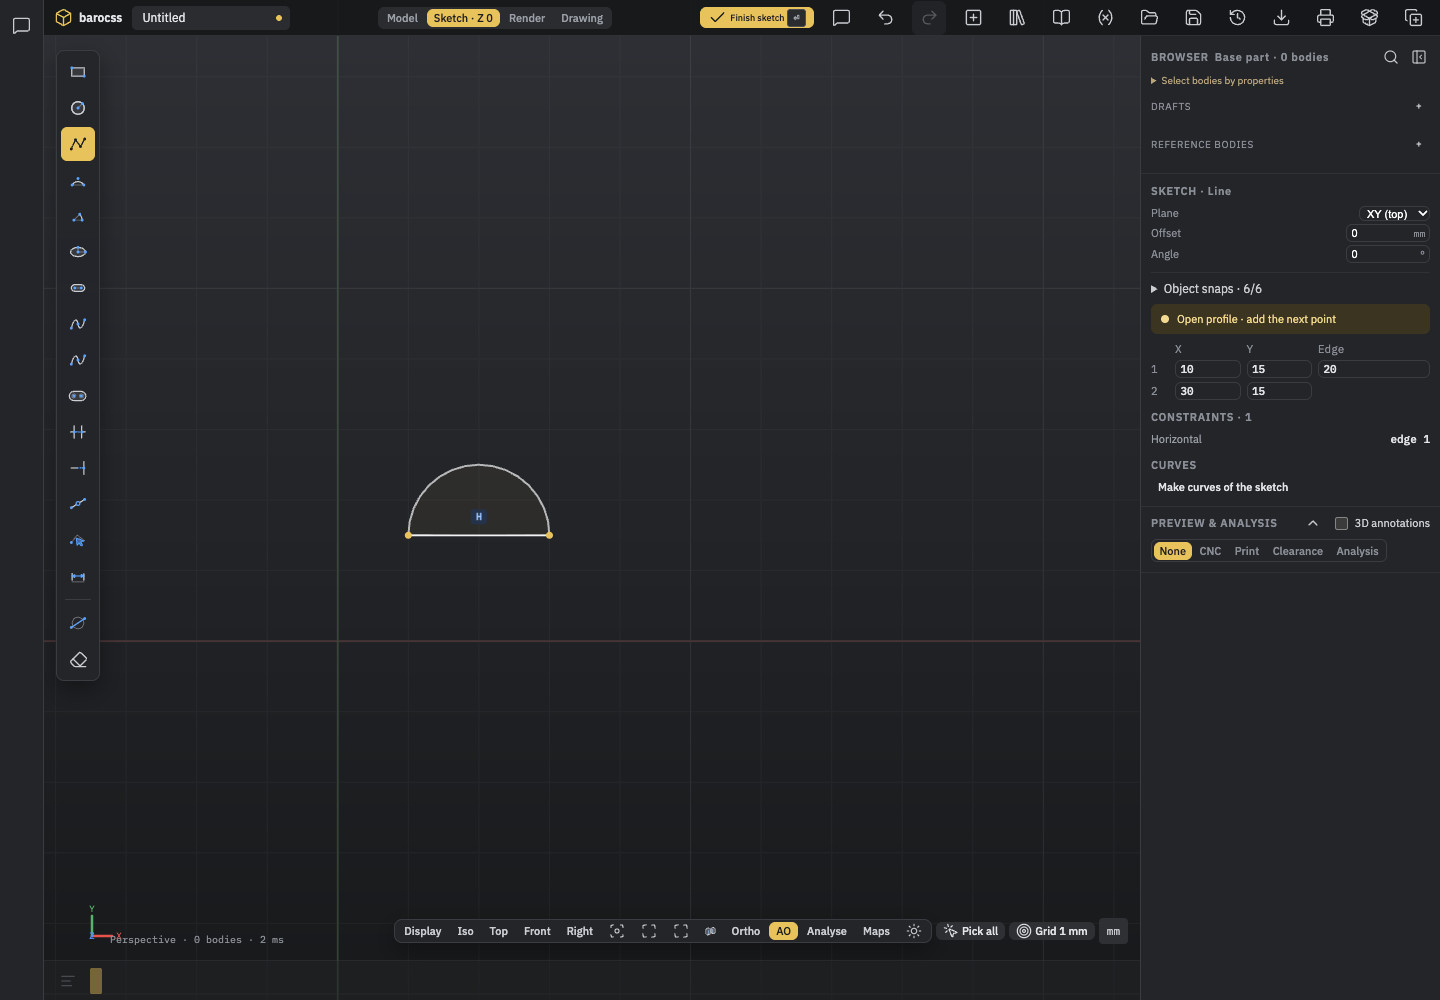 barocss
Untitled
Model
Sketch · Z 0
Render
Drawing
Finish sketch
BROWSER Base part · 0 bodies
Select bodies by properties
DRAFTS
+
REFERENCE BODIES
+
SKETCH · Line
Plane
XY (top)
Offset
0 mm
Angle
0 °
Object snaps · 6/6
Open profile · add the next point
X Y Edge
1 10 15 20
2 30 15
CONSTRAINTS · 1
Horizontal
edge 1
CURVES
Make curves of the sketch
PREVIEW & ANALYSIS
3D annotations
None
CNC
Print
Clearance
Analysis
H
Y
X
Z
Perspective · 0 bodies · 2 ms
Display
Iso
Top
Front
Right
Ortho
AO
Analyse
Maps
Pick all
Grid 1 mm
mm